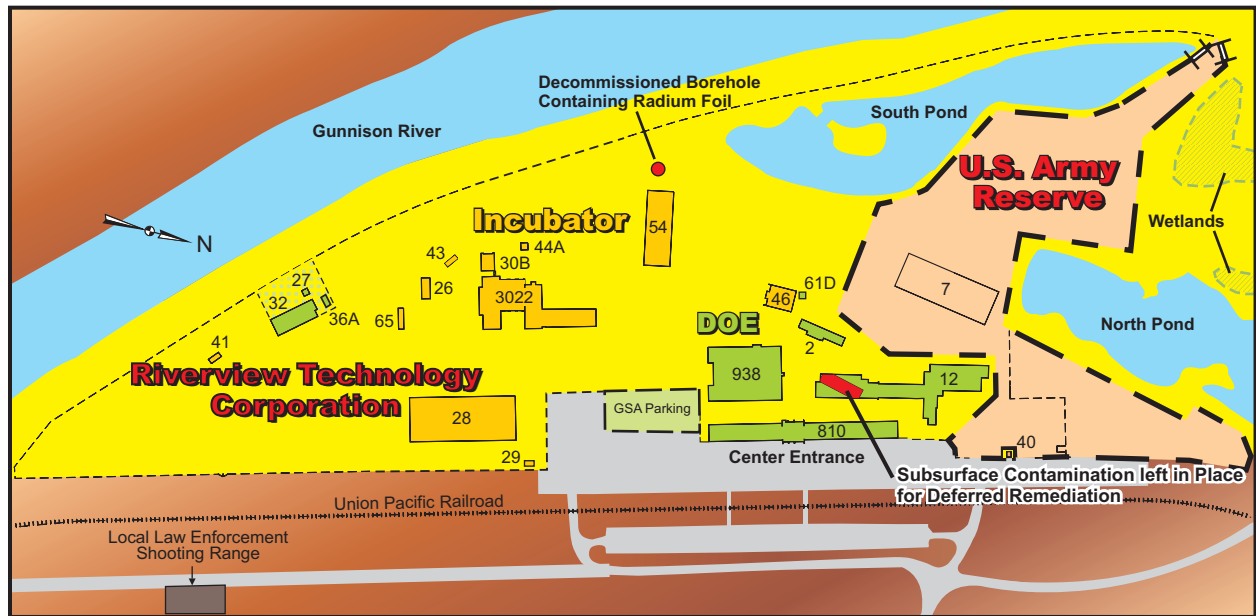 Decommissioned Borehole
Containing Radium Foil
Gunnison River
South Pond
U.S. Army
Reserve
Wetlands
N
Incubator
54
44A
43
30B
27
26
3022
32
36A
65
61D
46
7
North Pond
DOE
2
41
Riverview Technology
Corporation
938
12
28
GSA Parking
810
29
40
Center Entrance
Subsurface Contamination left in Place
for Deferred Remediation
Union Pacific Railroad
Local Law Enforcement
Shooting Range